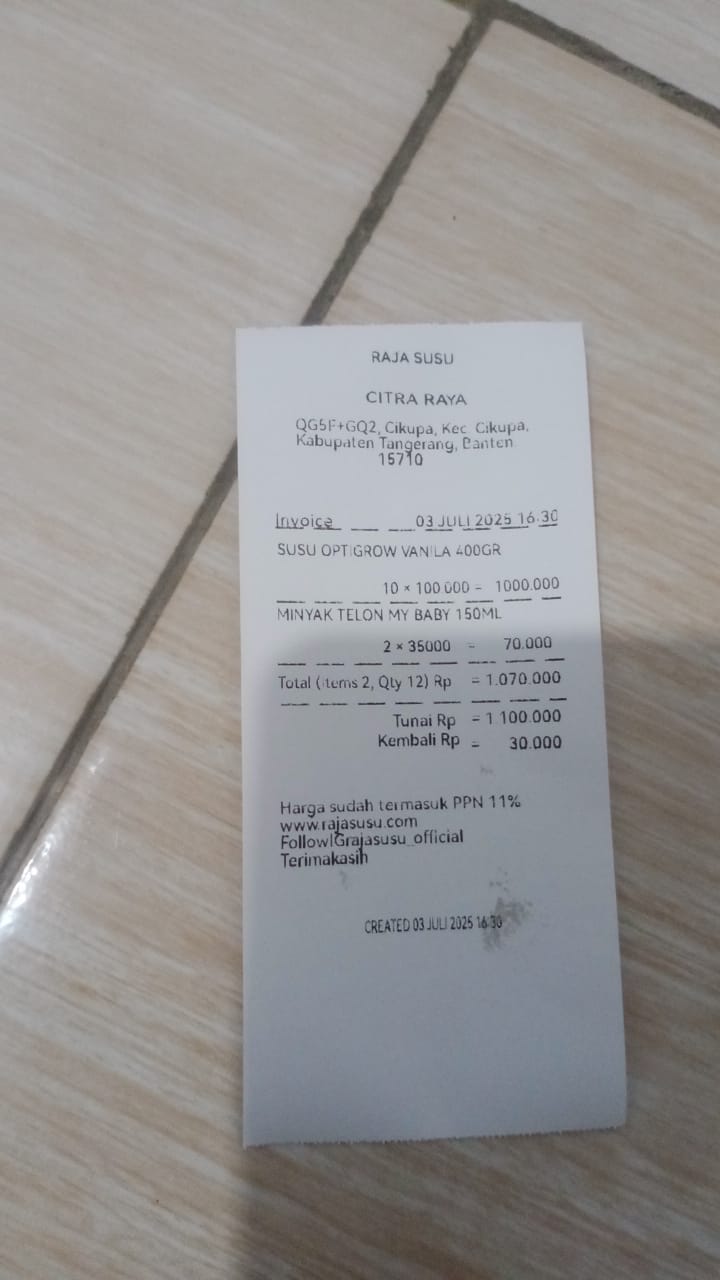 RAJA SUSU
CITRA RAYA
QG5F+GQ2, Cikupa, Kec. Cikupa,
Kabupaten Tangerang, Banten.
15710
Invoice 03 JULI 2025 16:30
SUSU OPTIGROW VANILA 400GR
10 × 100.000 = 1000.000
MINYAK TELON MY BABY 150ML
2 × 35000 = 70.000
Total (items 2, Qty 12) Rp = 1.070.000
Tunai Rp = 1.100.000
Kembali Rp = 30.000
Harga sudah termasuk PPN 11%
www.rajasusu.com
FollowIGrajasusu_official
Terimakasih
CREATED 03 JULI 2025 16:30